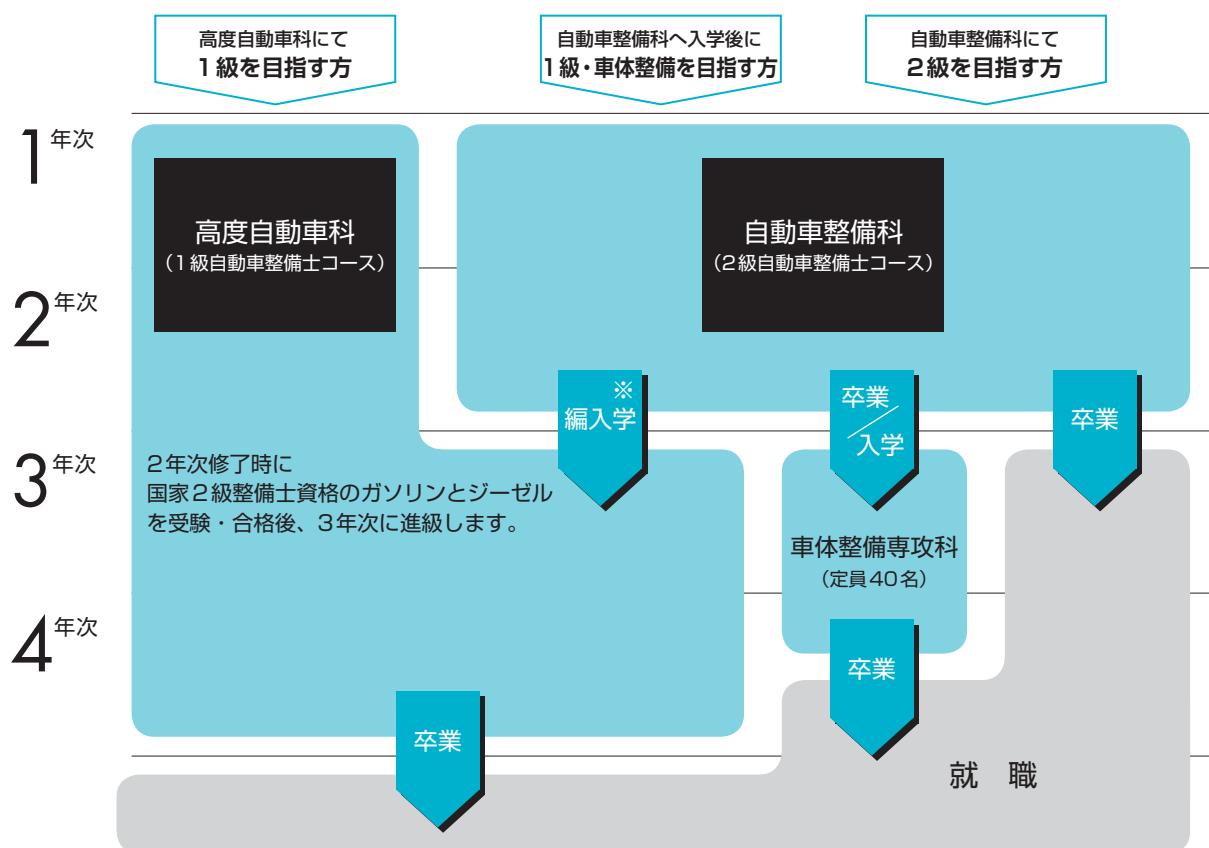 高度自動車科にて
1級を目指す方
自動車整備科へ入学後に
1級・車体整備を目指す方
自動車整備科にて
2級を目指す方
1年次
高度自動車科
（1級自動車整備士コース）
自動車整備科
（2級自動車整備士コース）
2年次
※
編入学
卒業／入学
卒業
3年次
2年次修了時に
国家2級整備士資格のガソリンとジーゼル
を受験・合格後、3年次に進級します。
車体整備専攻科
（定員40名）
4年次
卒業
卒業
就職